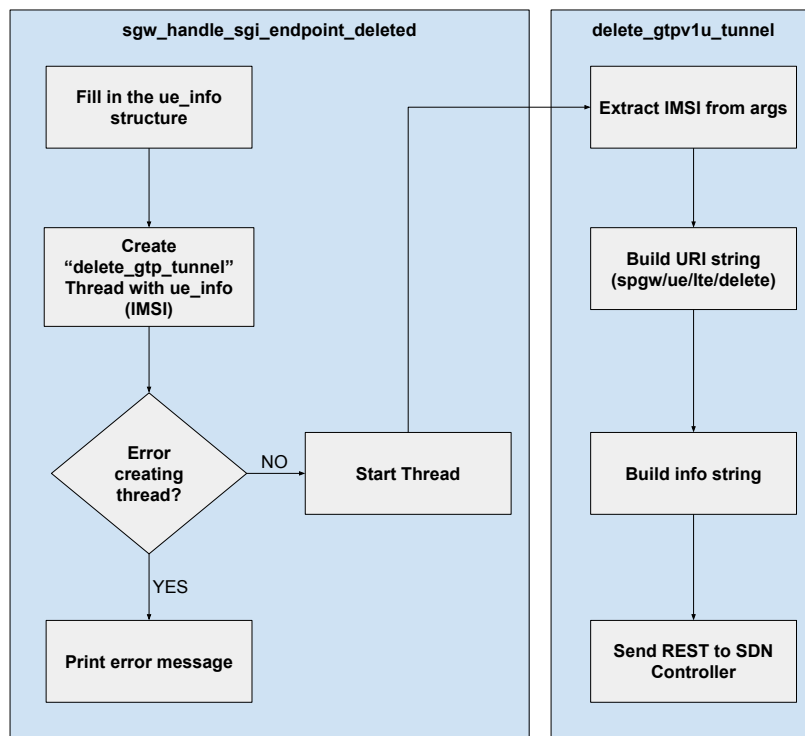 sgw_handle_sgi_endpoint_deleted
Fill in the ue_info
structure
Create
“delete_gtp_tunnel”
Thread with ue_info
(IMSI)
Error
creating
thread?
NO
Start Thread
YES
Print error message
delete_gtpv1u_tunnel
Extract IMSI from args
Build URI string
(spgw/ue/lte/delete)
Build info string
Send REST to SDN
Controller